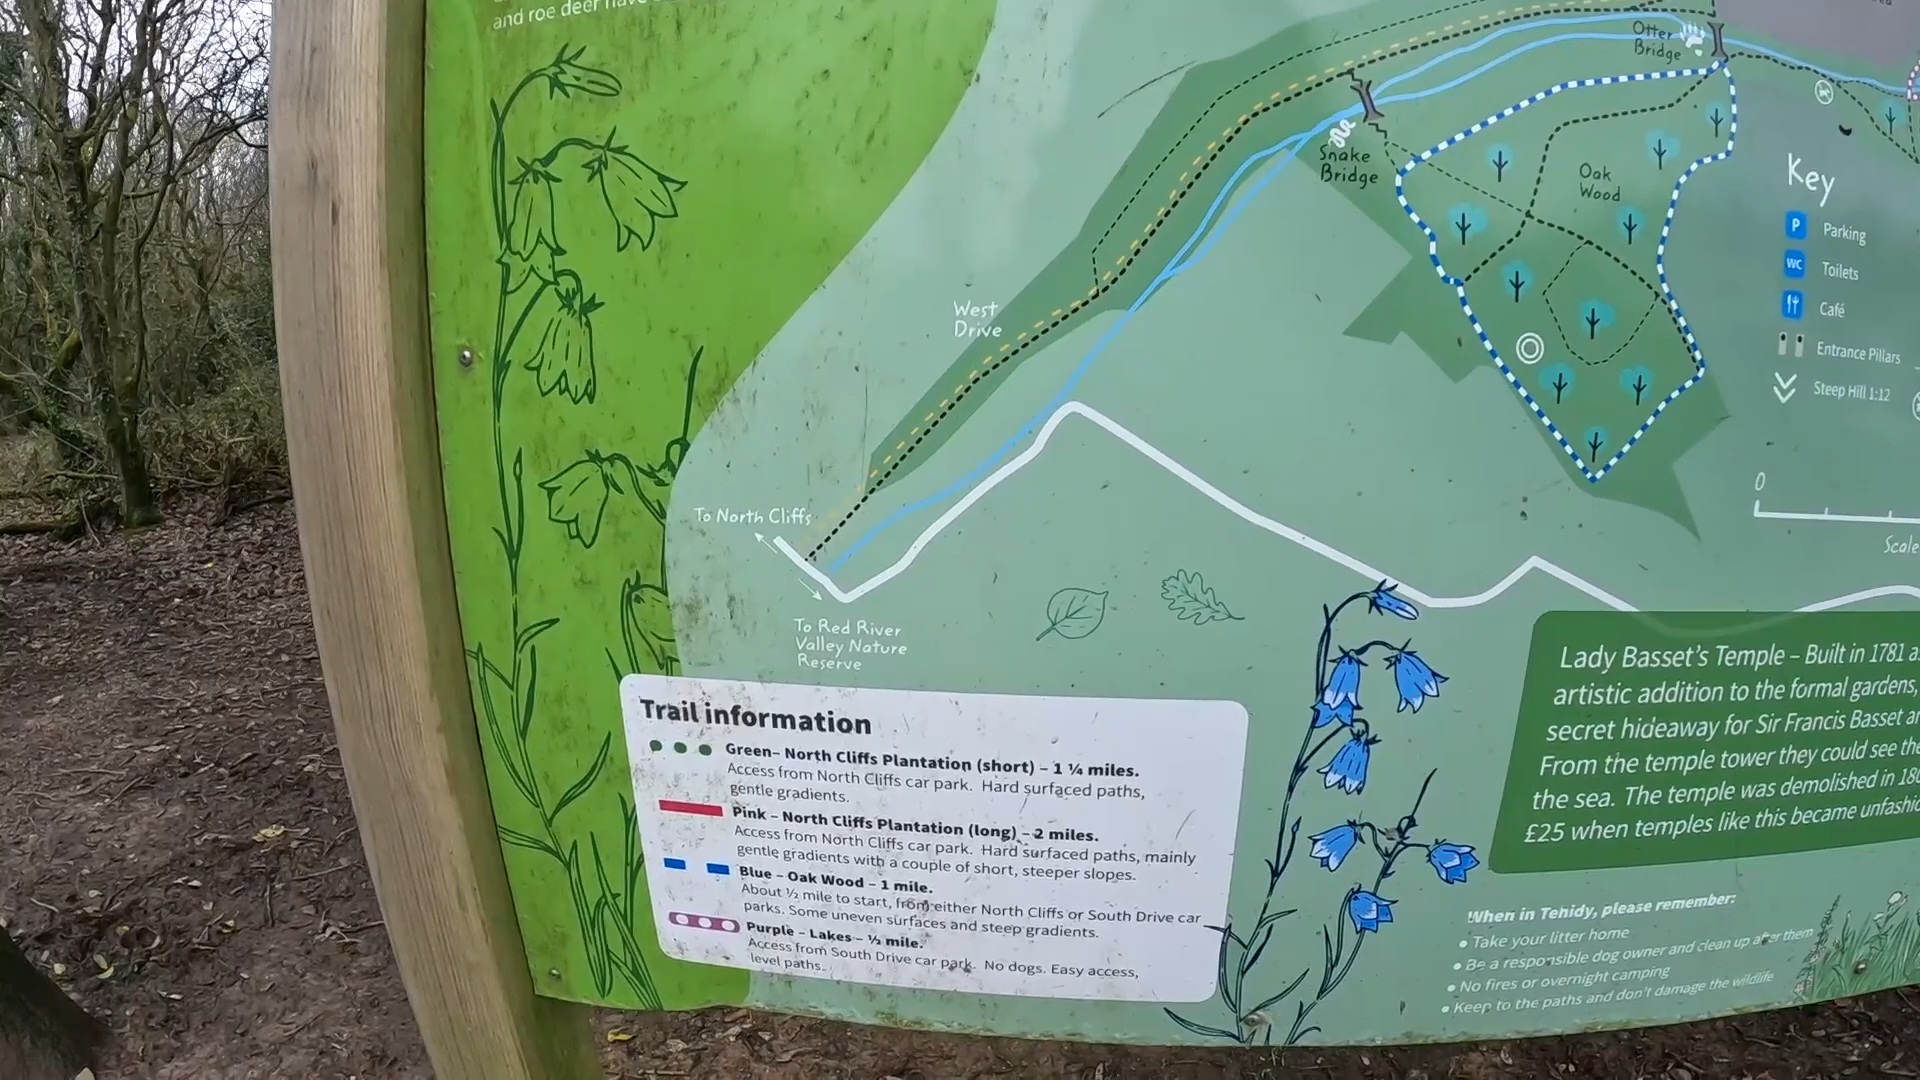 and roe deer have
Otter
Bridge
Snake
Bridge
Oak
Wood
West
Drive
Key
P Parking
WC Toilets
Café
Entrance Pillars
Steep Hill 1:12
0
Scale
To North Cliffs
To Red River
Valley Nature
Reserve
Trail information
Green– North Cliffs Plantation (short) – 1 ¼ miles.
Access from North Cliffs car park. Hard surfaced paths,
gentle gradients.
Pink – North Cliffs Plantation (long) – 2 miles.
Access from North Cliffs car park. Hard surfaced paths, mainly
gentle gradients with a couple of short, steeper slopes.
Blue – Oak Wood – 1 mile.
About ½ mile to start, from either North Cliffs or South Drive car
parks. Some uneven surfaces and steep gradients.
Purple – Lakes – ½ mile.
Access from South Drive car park. No dogs. Easy access,
level paths.
Lady Basset's Temple – Built in 1781
artistic addition to the formal gardens,
secret hideaway for Sir Francis Basset
From the temple tower they could see the
the sea. The temple was demolished in
£25 when temples like this became
When in Tehidy, please remember:
• Take your litter home
• Be a responsible dog owner and clean up after them
• No fires or overnight camping
• Keep to the paths and don't damage the wildlife